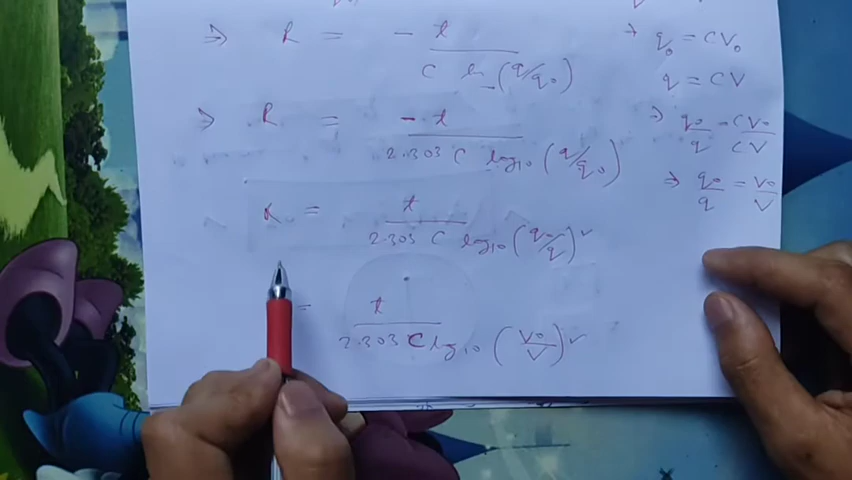 ⇒ R = - t / C ln (q/q₀)
⇒ R = - t / 2.303 C log₁₀ (q/q₀)
R = t / 2.303 C log₁₀ (q₀/q) ✓
= t / 2.303 C log₁₀ (V₀/V) ✓
⇒ q₀ = CV₀
q = CV
⇒ q₀/q = CV₀/CV
⇒ q₀/q = V₀/V